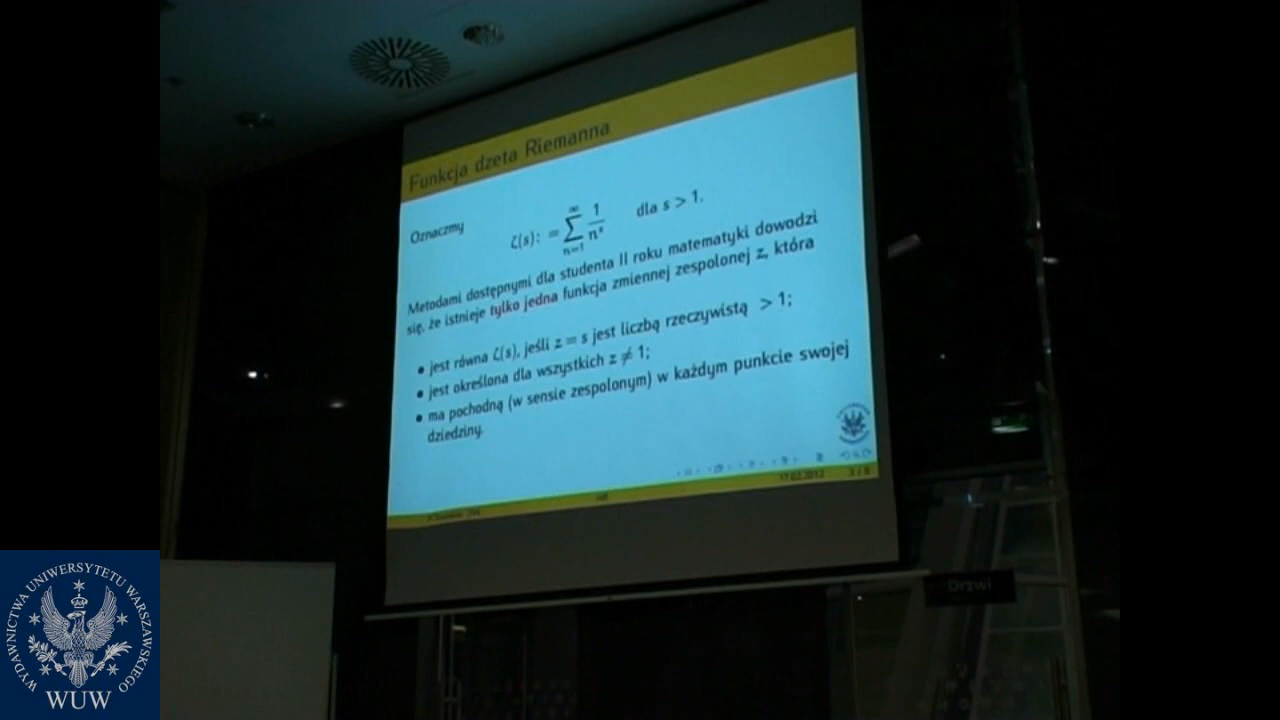 Funkcja dzeta Riemanna
Oznaczmy
ζ(s): = ∑_{n=1}^{∞} 1/n^s dla s > 1.
Metodami dostępnymi dla studenta II roku matematyki dowodzi
się, że istnieje tylko jedna funkcja zmiennej zespolonej z, która
• jest równa ζ(s), jeśli z = s jest liczbą rzeczywistą > 1;
• jest określona dla wszystkich z ≠ 1;
• ma pochodną (w sensie zespolonym) w każdym punkcie swojej
dziedziny.
17.02.2012
Drzwi
WYDAWNICTWA UNIWERSYTETU WARSZAWSKIEGO
WUW